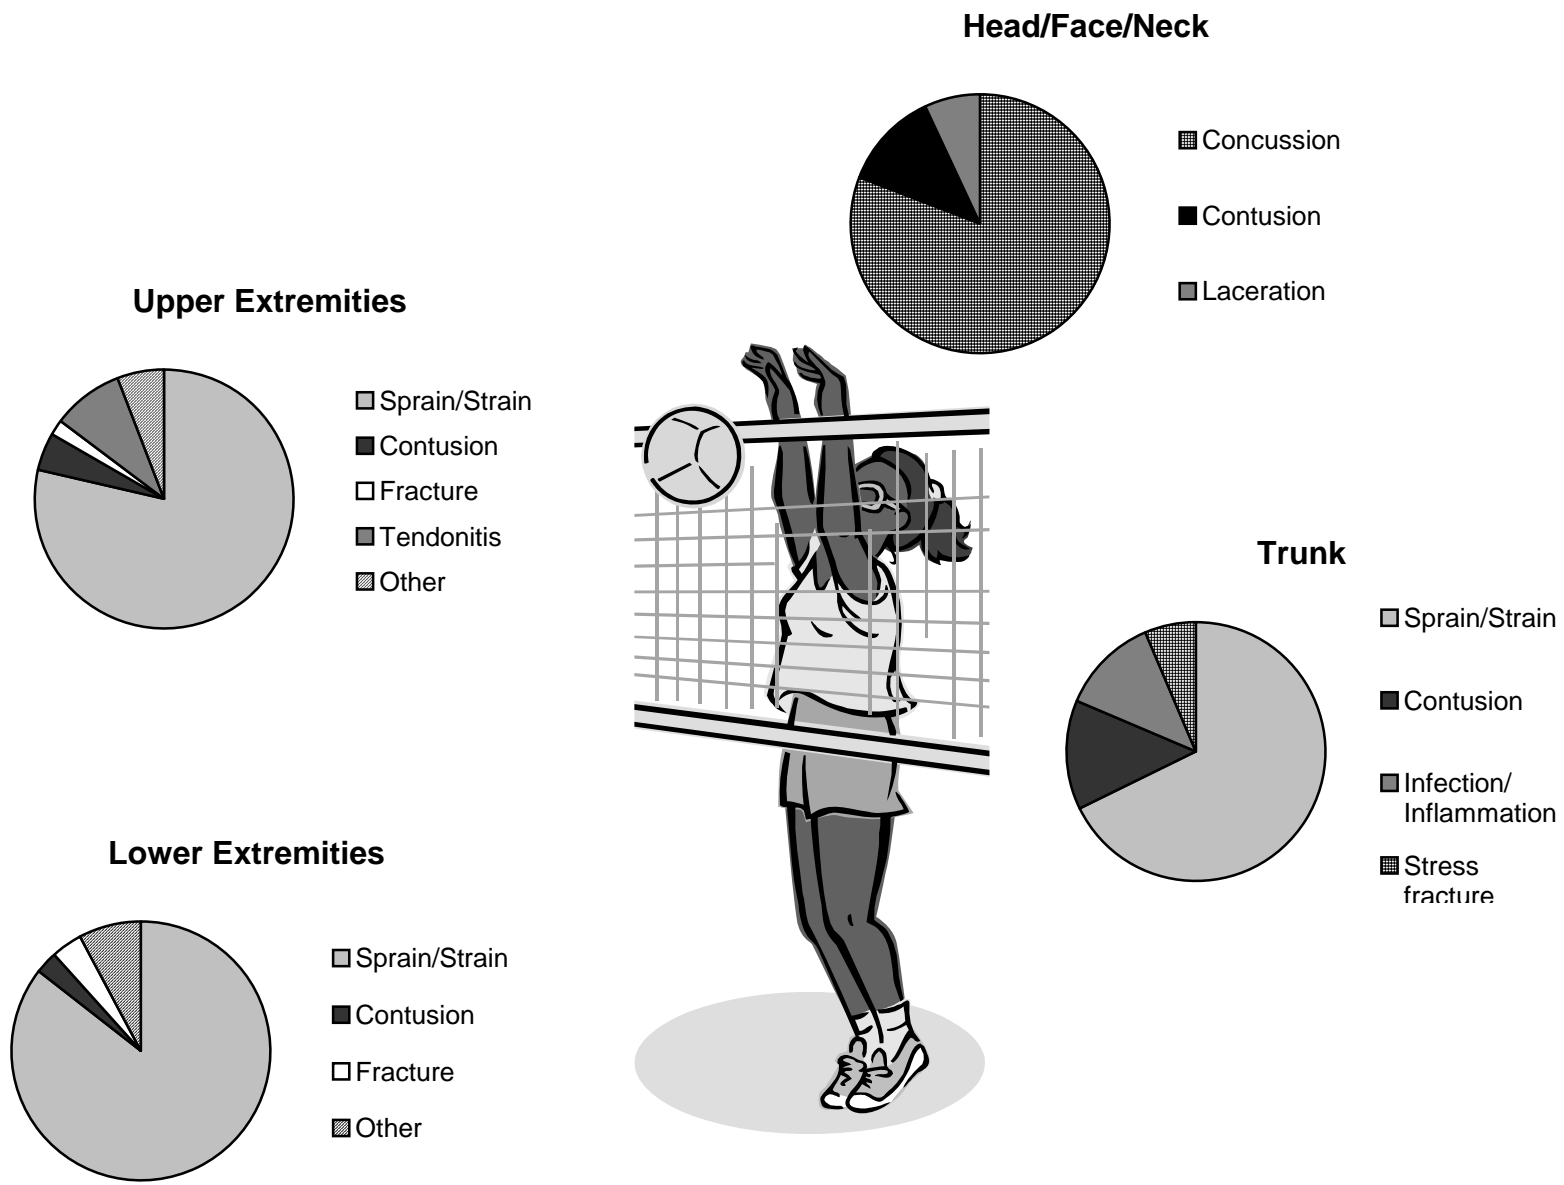 Head/Face/Neck
Concussion
Contusion
Laceration
Upper Extremities
Sprain/Strain
Contusion
Fracture
Tendonitis
Other
Trunk
Sprain/Strain
Contusion
Infection/
Inflammation
Stress
fracture
Lower Extremities
Sprain/Strain
Contusion
Fracture
Other